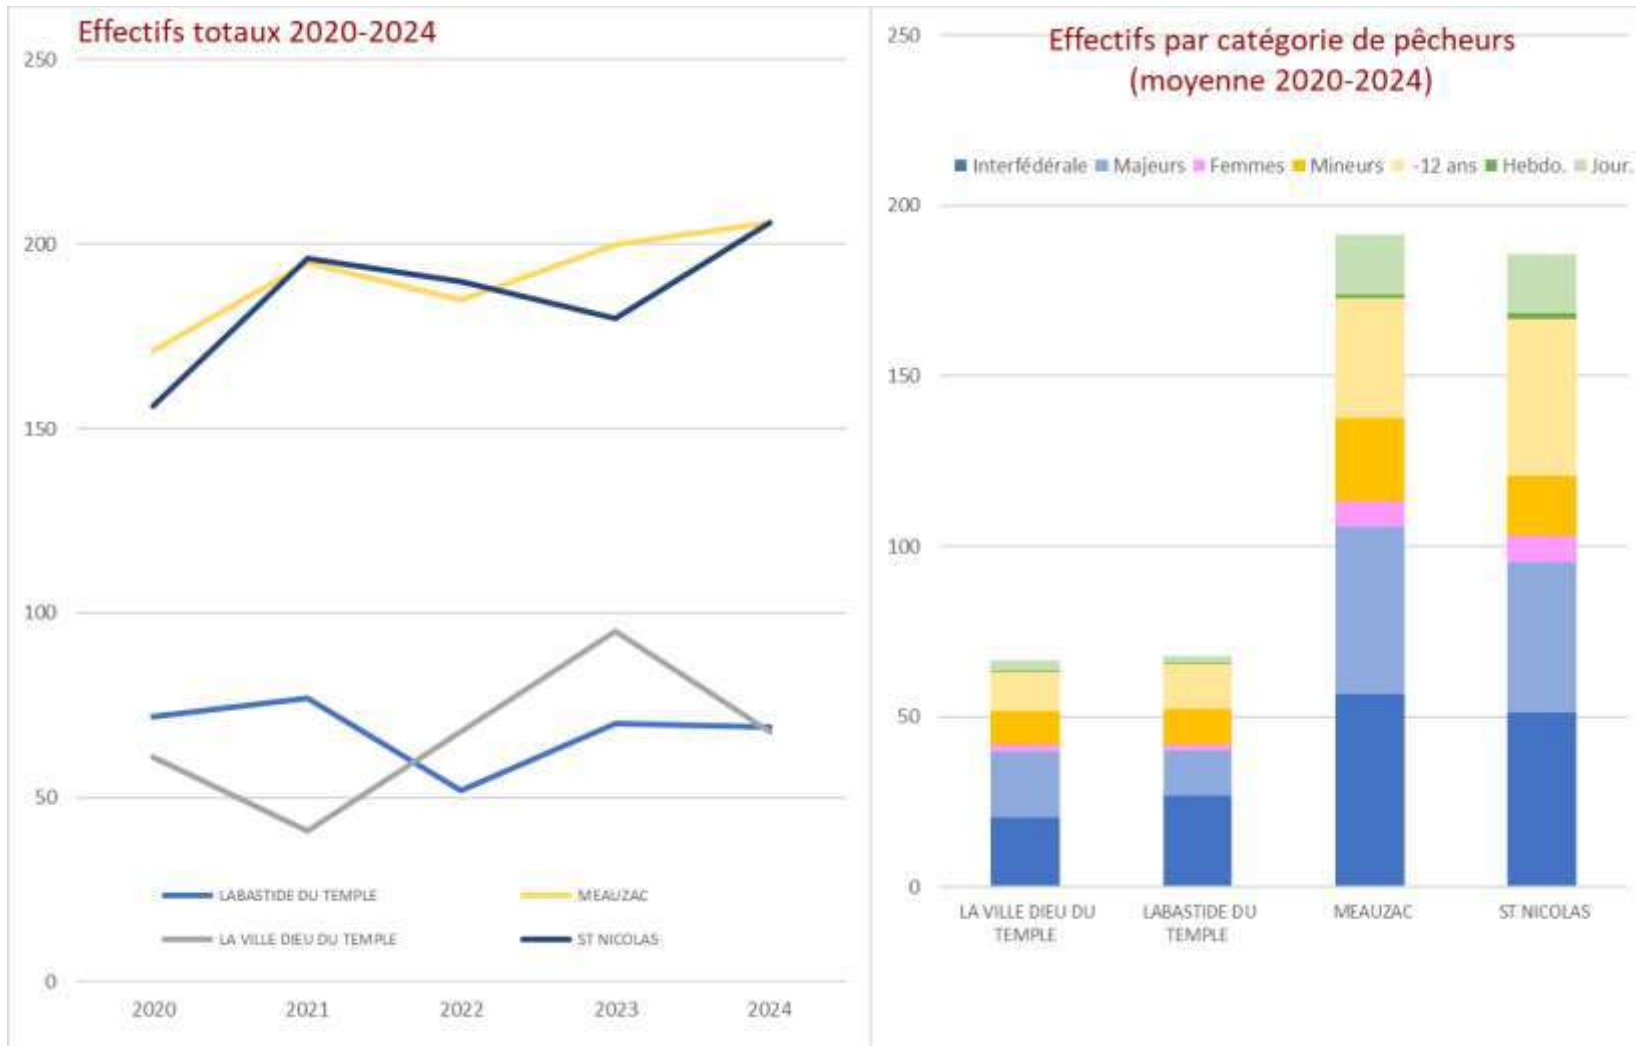 Effectifs totaux 2020-2024
250
200
150
100
50
0
2020 2021 2022 2023 2024
LABASTIDE DU TEMPLE MEAUZAC
LA VILLE DIEU DU TEMPLE ST NICOLAS
Effectifs par catégorie de pêcheurs
(moyenne 2020-2024)
Interfédérale Majeurs Femmes Mineurs -12 ans Hebdo. Jour.
250
200
150
100
50
0
LA VILLE DIEU DU
TEMPLE
LABASTIDE DU
TEMPLE
MEAUZAC
ST NICOLAS